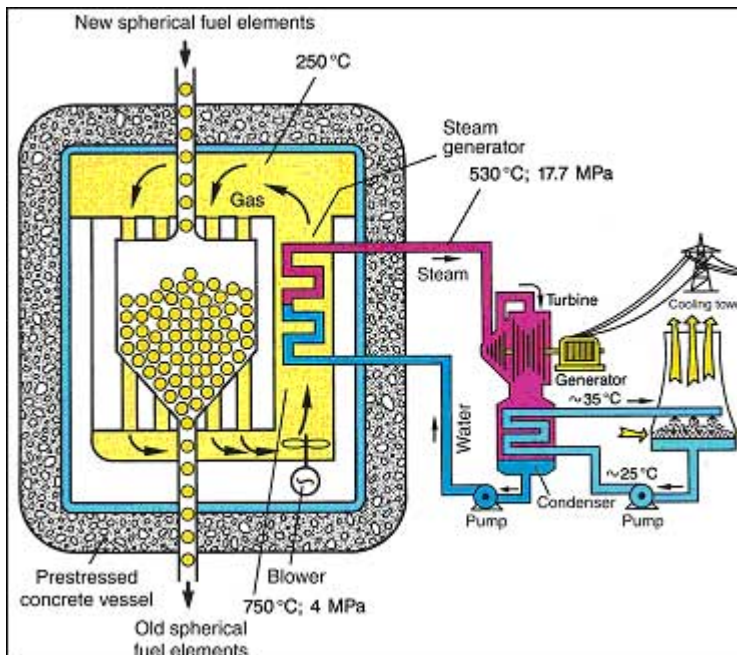 New spherical fuel elements
250°C
Steam
generator
530°C; 17.7 MPa
Gas
Steam
Turbine
Cooling towe
Generator
~35°C
Water
~25°C
Condenser
Pump
Pump
Prestressed
concrete vessel
Blower
750°C; 4 MPa
Old spherical
fuel elements